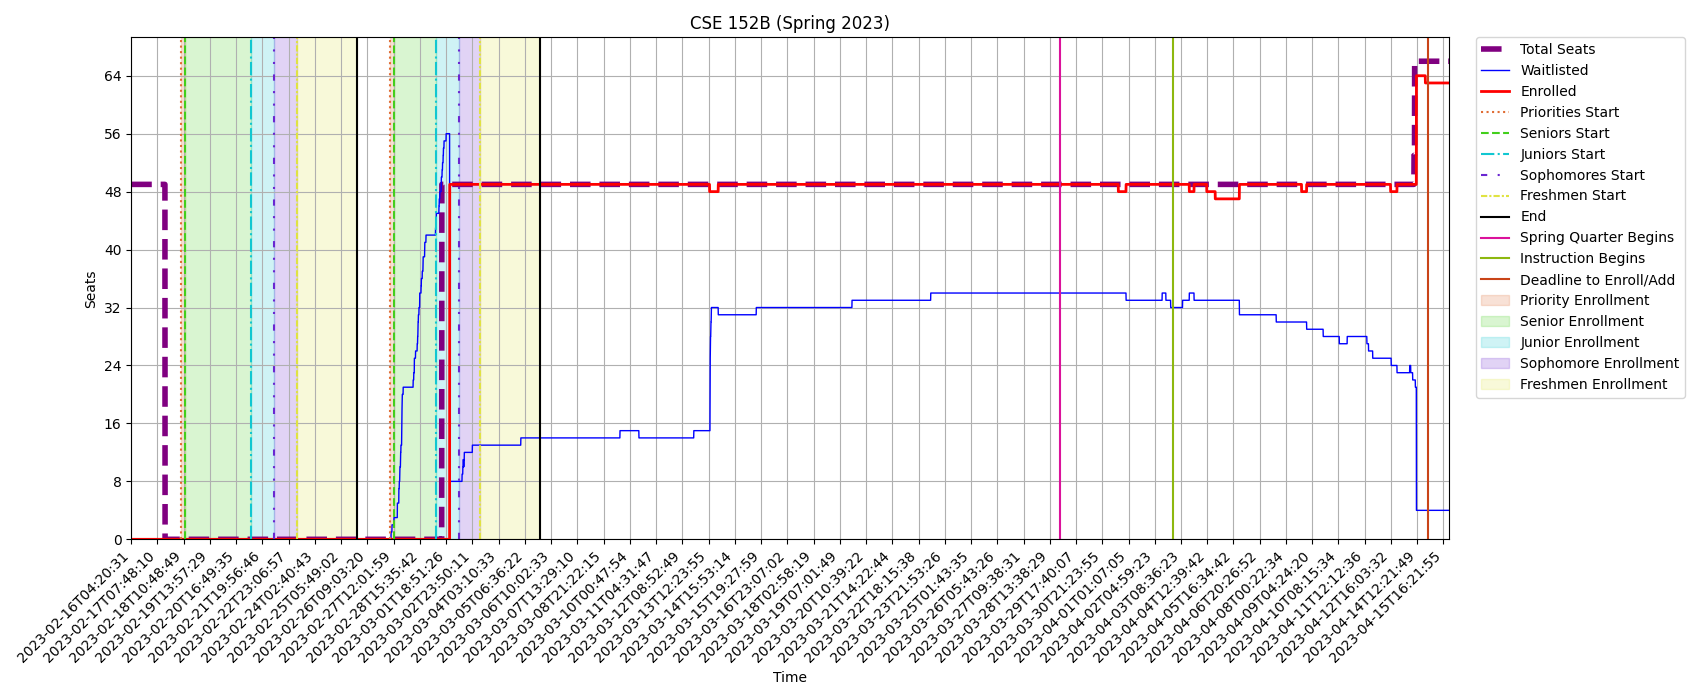 CSE 152B (Spring 2023)
Seats
64
56
48
40
32
24
16
8
0
2023-02-16T04:20:31
2023-02-17T07:48:10
2023-02-18T10:48:49
2023-02-19T13:57:29
2023-02-20T16:49:35
2023-02-21T19:56:46
2023-02-22T23:06:57
2023-02-24T02:40:43
2023-02-25T05:49:02
2023-02-26T09:03:20
2023-02-27T12:01:59
2023-02-28T15:35:42
2023-03-01T18:51:26
2023-03-02T23:50:11
2023-03-04T03:10:33
2023-03-05T06:36:22
2023-03-06T10:02:33
2023-03-07T13:29:10
2023-03-08T21:22:15
2023-03-10T00:47:54
2023-03-11T04:31:47
2023-03-12T08:52:49
2023-03-13T12:23:55
2023-03-14T15:53:14
2023-03-15T19:27:59
2023-03-16T23:07:02
2023-03-18T02:58:19
2023-03-19T07:01:49
2023-03-20T10:39:22
2023-03-21T14:22:44
2023-03-22T18:15:38
2023-03-23T21:53:26
2023-03-25T01:43:35
2023-03-26T05:43:26
2023-03-27T09:38:31
2023-03-28T13:38:29
2023-03-29T17:40:07
2023-03-30T21:23:55
2023-04-01T01:07:05
2023-04-02T04:59:23
2023-04-03T08:36:23
2023-04-04T12:39:42
2023-04-05T16:34:42
2023-04-06T20:26:52
2023-04-08T00:22:34
2023-04-09T04:24:20
2023-04-10T08:15:34
2023-04-11T12:12:36
2023-04-12T16:03:32
2023-04-14T12:21:49
2023-04-15T16:21:55
Time
Total Seats
Waitlisted
Enrolled
Priorities Start
Seniors Start
Juniors Start
Sophomores Start
Freshmen Start
End
Spring Quarter Begins
Instruction Begins
Deadline to Enroll/Add
Priority Enrollment
Senior Enrollment
Junior Enrollment
Sophomore Enrollment
Freshmen Enrollment